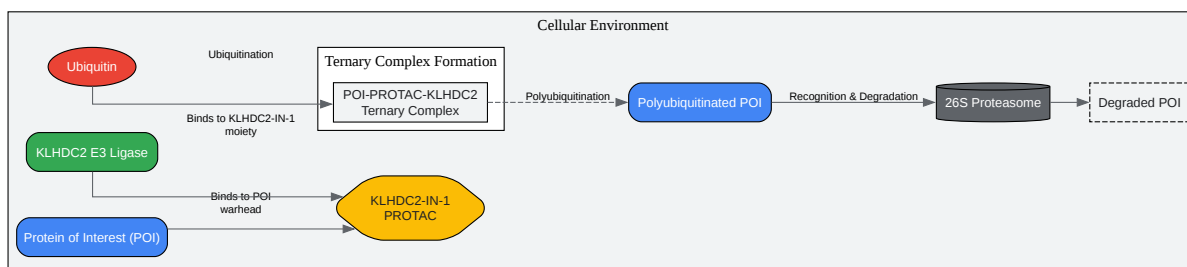 Cellular Environment
Ubiquitin
Ubiquitination
Ternary Complex Formation
POI-PROTAC-KLHDC2
Ternary Complex
Polyubiquitination
Polyubiquitinated POI
Recognition & Degradation
26S Proteasome
Degraded POI
Binds to KLHDC2-IN-1
moiety
KLHDC2 E3 Ligase
Binds to POI
warhead
KLHDC2-IN-1
PROTAC
Protein of Interest (POI)